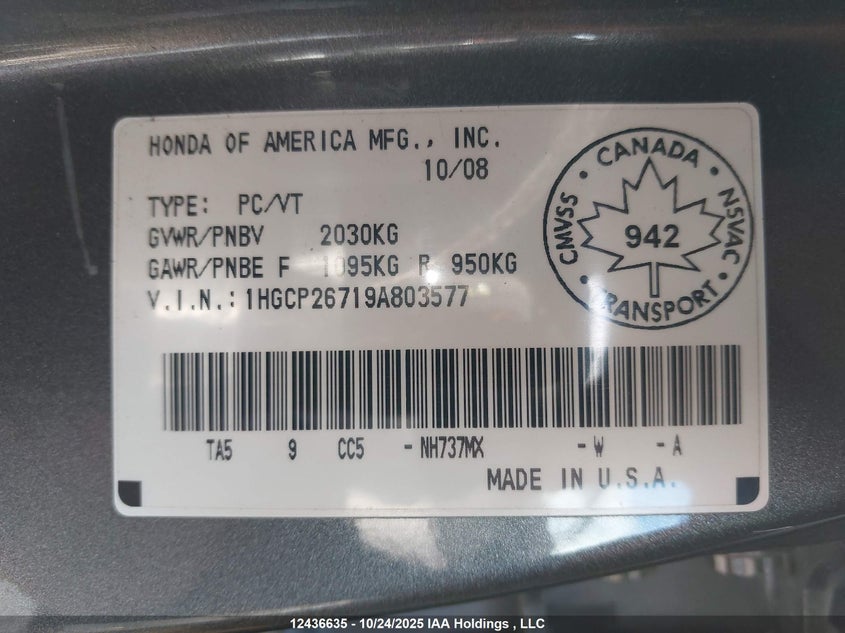 HONDA OF AMERICA MFG., INC.
10/08
TYPE: PC/VT
GVWR/PNBV 2030KG
GAWR/PNBE F 1095KG R 950KG
V.I.N.: 1HGCP26719A803577
CANADA
CMVSS
NSVAC
942
TRANSPORT
TA5 9 CC5 - NH737MX - W - A
MADE IN U.S.A.
12436635 - 10/24/2025 IAA Holdings , LLC